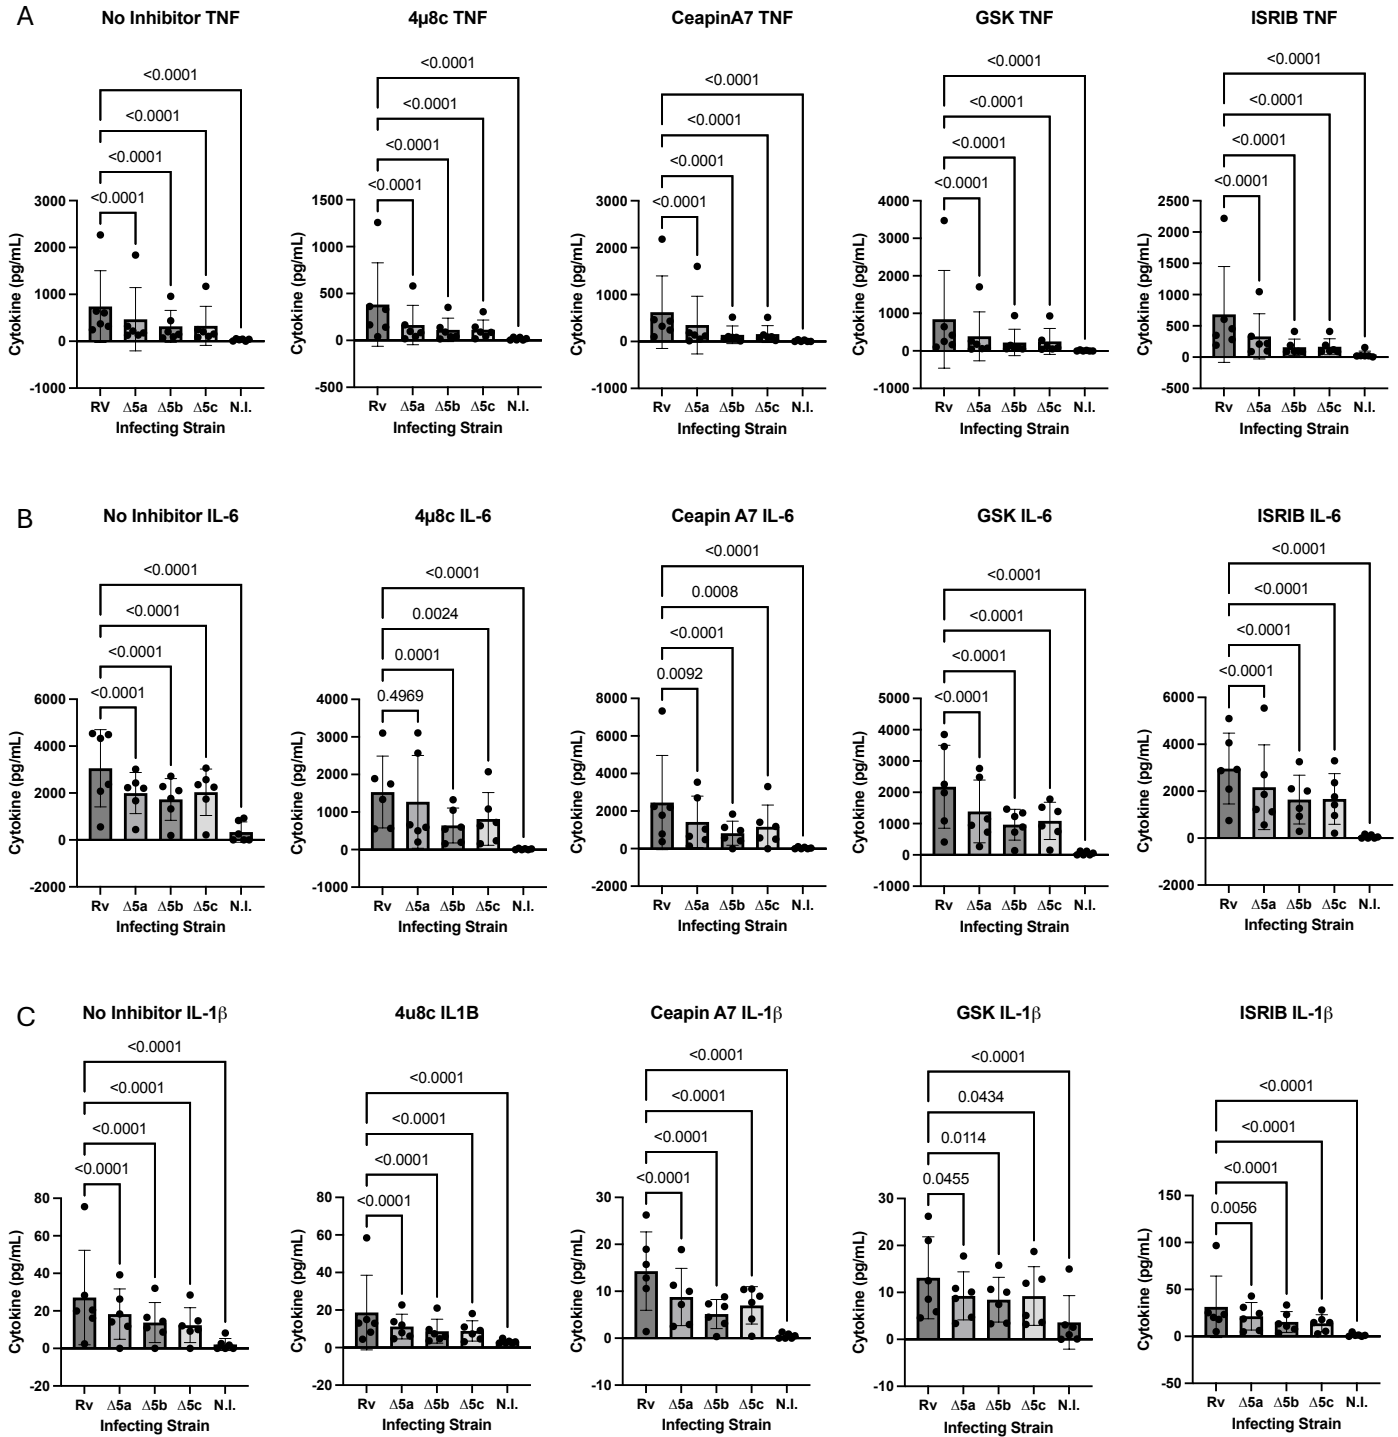 A
No Inhibitor TNF
<0.0001
<0.0001
<0.0001
<0.0001
3000
2000
1000
0
-1000
Cytokine (pg/mL)
Rv Δ5a Δ5b Δ5c N.I.
Infecting Strain
4µ8c TNF
<0.0001
<0.0001
<0.0001
<0.0001
1500
1000
500
0
-500
Cytokine (pg/mL)
Rv Δ5a Δ5b Δ5c N.I.
Infecting Strain
CeapinA7 TNF
<0.0001
<0.0001
<0.0001
<0.0001
3000
2000
1000
0
-1000
Cytokine (pg/mL)
Rv Δ5a Δ5b Δ5c N.I.
Infecting Strain
GSK TNF
<0.0001
<0.0001
<0.0001
<0.0001
4000
3000
2000
1000
0
-1000
Cytokine (pg/mL)
Rv Δ5a Δ5b Δ5c N.I.
Infecting Strain
ISRIB TNF
<0.0001
<0.0001
<0.0001
<0.0001
2500
2000
1500
1000
500
0
-500
Cytokine (pg/mL)
Rv Δ5a Δ5b Δ5c N.I.
Infecting Strain
B
No Inhibitor IL-6
<0.0001
<0.0001
<0.0001
<0.0001
6000
4000
2000
0
-2000
Cytokine (pg/mL)
Rv Δ5a Δ5b Δ5c N.I.
Infecting Strain
4µ8c IL-6
<0.0001
0.0024
0.0001
0.4969
4000
3000
2000
1000
0
-1000
Cytokine (pg/mL)
Rv Δ5a Δ5b Δ5c N.I.
Infecting Strain
Ceapin A7 IL-6
<0.0001
0.0008
<0.0001
0.0092
8000
6000
4000
2000
0
-2000
Cytokine (pg/mL)
Rv Δ5a Δ5b Δ5c N.I.
Infecting Strain
GSK IL-6
<0.0001
<0.0001
<0.0001
<0.0001
5000
4000
3000
2000
1000
0
-1000
Cytokine (pg/mL)
Rv Δ5a Δ5b Δ5c N.I.
Infecting Strain
ISRIB IL-6
<0.0001
<0.0001
<0.0001
<0.0001
6000
4000
2000
0
-2000
Cytokine (pg/mL)
Rv Δ5a Δ5b Δ5c N.I.
Infecting Strain
C
No Inhibitor IL-1β
<0.0001
<0.0001
<0.0001
<0.0001
80
60
40
20
0
-20
Cytokine (pg/mL)
Rv Δ5a Δ5b Δ5c N.I.
Infecting Strain
4u8c IL1B
<0.0001
<0.0001
<0.0001
<0.0001
80
60
40
20
0
-20
Cytokine (pg/mL)
Rv Δ5a Δ5b Δ5c N.I.
Infecting Strain
Ceapin A7 IL-1β
<0.0001
<0.0001
<0.0001
<0.0001
30
20
10
0
-10
Cytokine (pg/mL)
Rv Δ5a Δ5b Δ5c N.I.
Infecting Strain
GSK IL-1β
<0.0001
0.0434
0.0114
0.0455
30
20
10
0
-10
Cytokine (pg/mL)
Rv Δ5a Δ5b Δ5c N.I.
Infecting Strain
ISRIB IL-1β
<0.0001
<0.0001
<0.0001
0.0056
150
100
50
0
-50
Cytokine (pg/mL)
Rv Δ5a Δ5b Δ5c N.I.
Infecting Strain